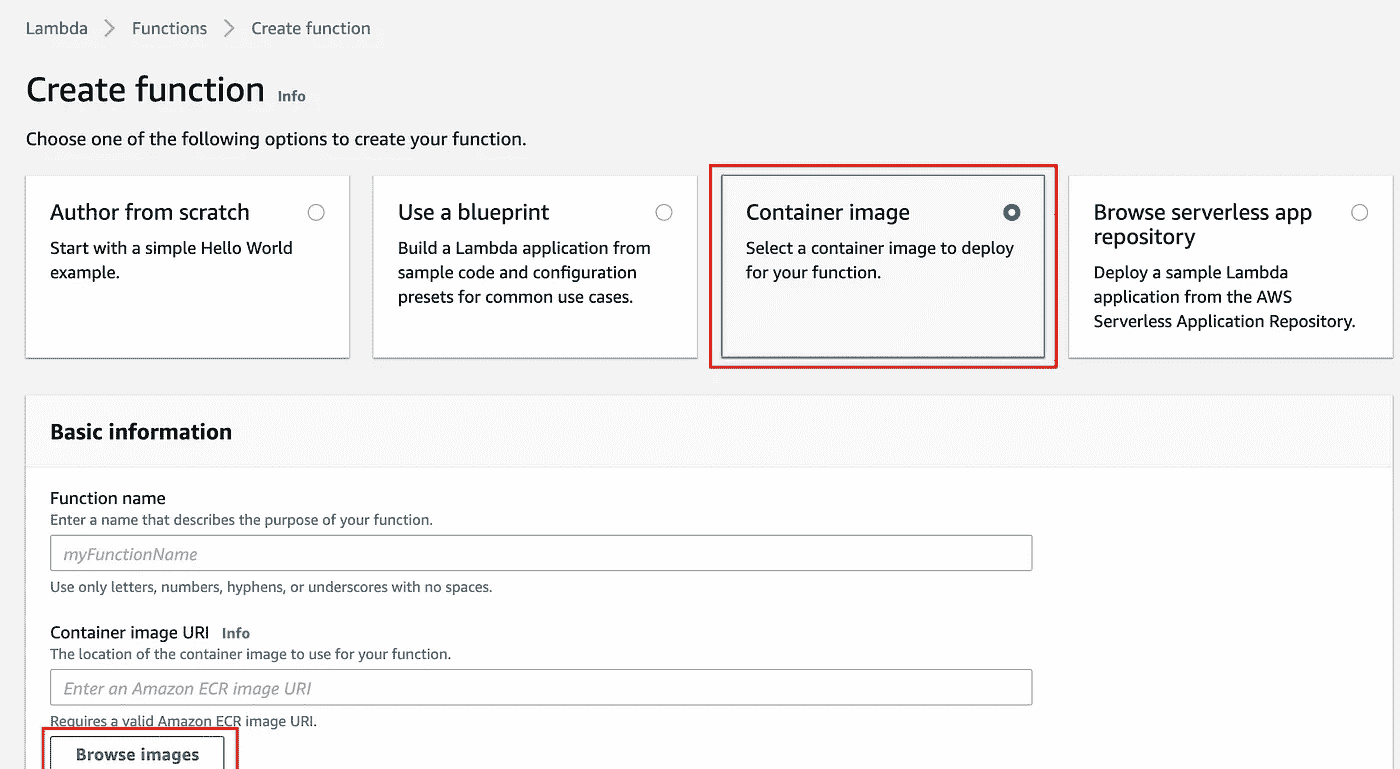 Lambda > Functions > Create function
Create function Info
Choose one of the following options to create your function.
Author from scratch
Start with a simple Hello World
example.
Use a blueprint
Build a Lambda application from
sample code and configuration
presets for common use cases.
Container image
Select a container image to deploy
for your function.
Browse serverless app
repository
Deploy a sample Lambda
application from the AWS
Serverless Application Repository.
Basic information
Function name
Enter a name that describes the purpose of your function.
myFunctionName
Use only letters, numbers, hyphens, or underscores with no spaces.
Container image URI Info
The location of the container image to use for your function.
Enter an Amazon ECR image URI
Requires a valid Amazon ECR image URI.
Browse images